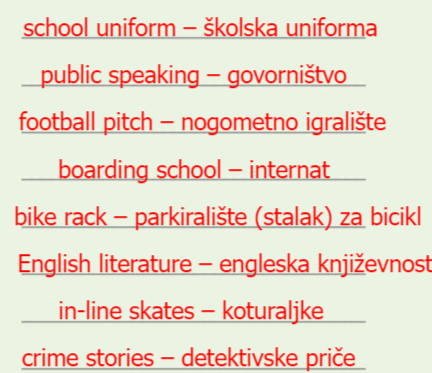 school uniform – školska uniforma
public speaking – govorništvo
football pitch – nogometno igralište
boarding school – internat
bike rack – parkiralište (stalak) za bicikl
English literature – engleska književnost
in-line skates – koturaljke
crime stories – detektivske priče